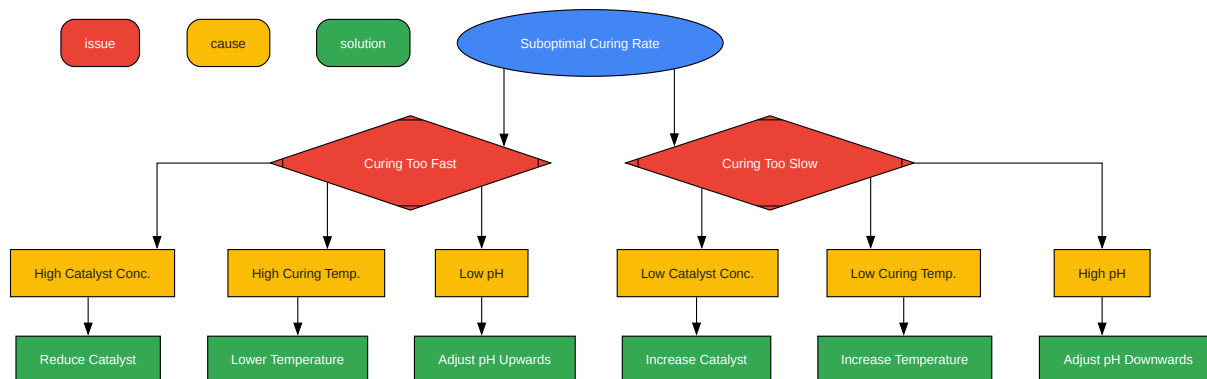 issue
cause
solution
Suboptimal Curing Rate
Curing Too Fast
Curing Too Slow
High Catalyst Conc.
High Curing Temp.
Low pH
Low Catalyst Conc.
Low Curing Temp.
High pH
Reduce Catalyst
Lower Temperature
Adjust pH Upwards
Increase Catalyst
Increase Temperature
Adjust pH Downwards